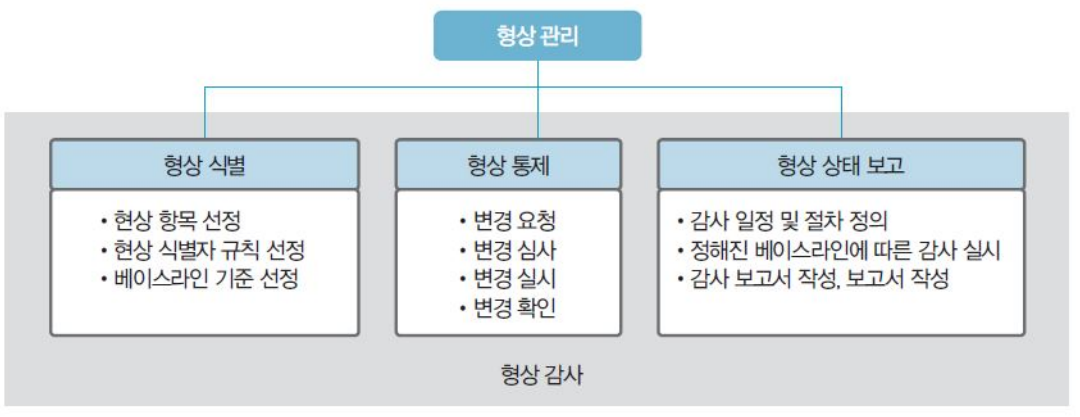 형상 관리
형상 식별
• 현상 항목 선정
• 현상 식별자 규칙 선정
• 베이스라인 기준 선정
형상 통제
• 변경 요청
• 변경 심사
• 변경 실시
• 변경 확인
형상 상태 보고
• 감사 일정 및 절차 정의
• 정해진 베이스라인에 따른 감사 실시
• 감사 보고서 작성, 보고서 작성
형상 감사